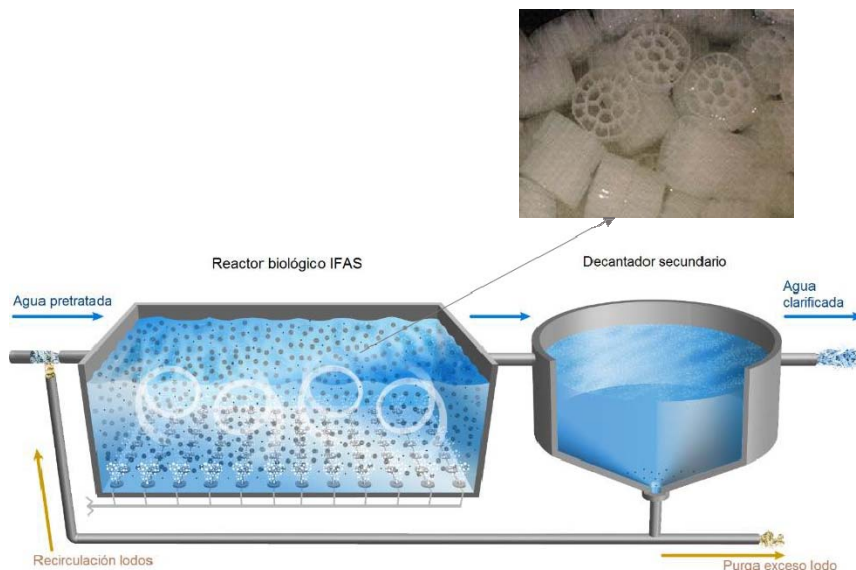 Reactor biológico IFAS
Decantador secundario
Agua pretratada
Agua
clarificada
Recirculación lodos
Purga exceso lodo